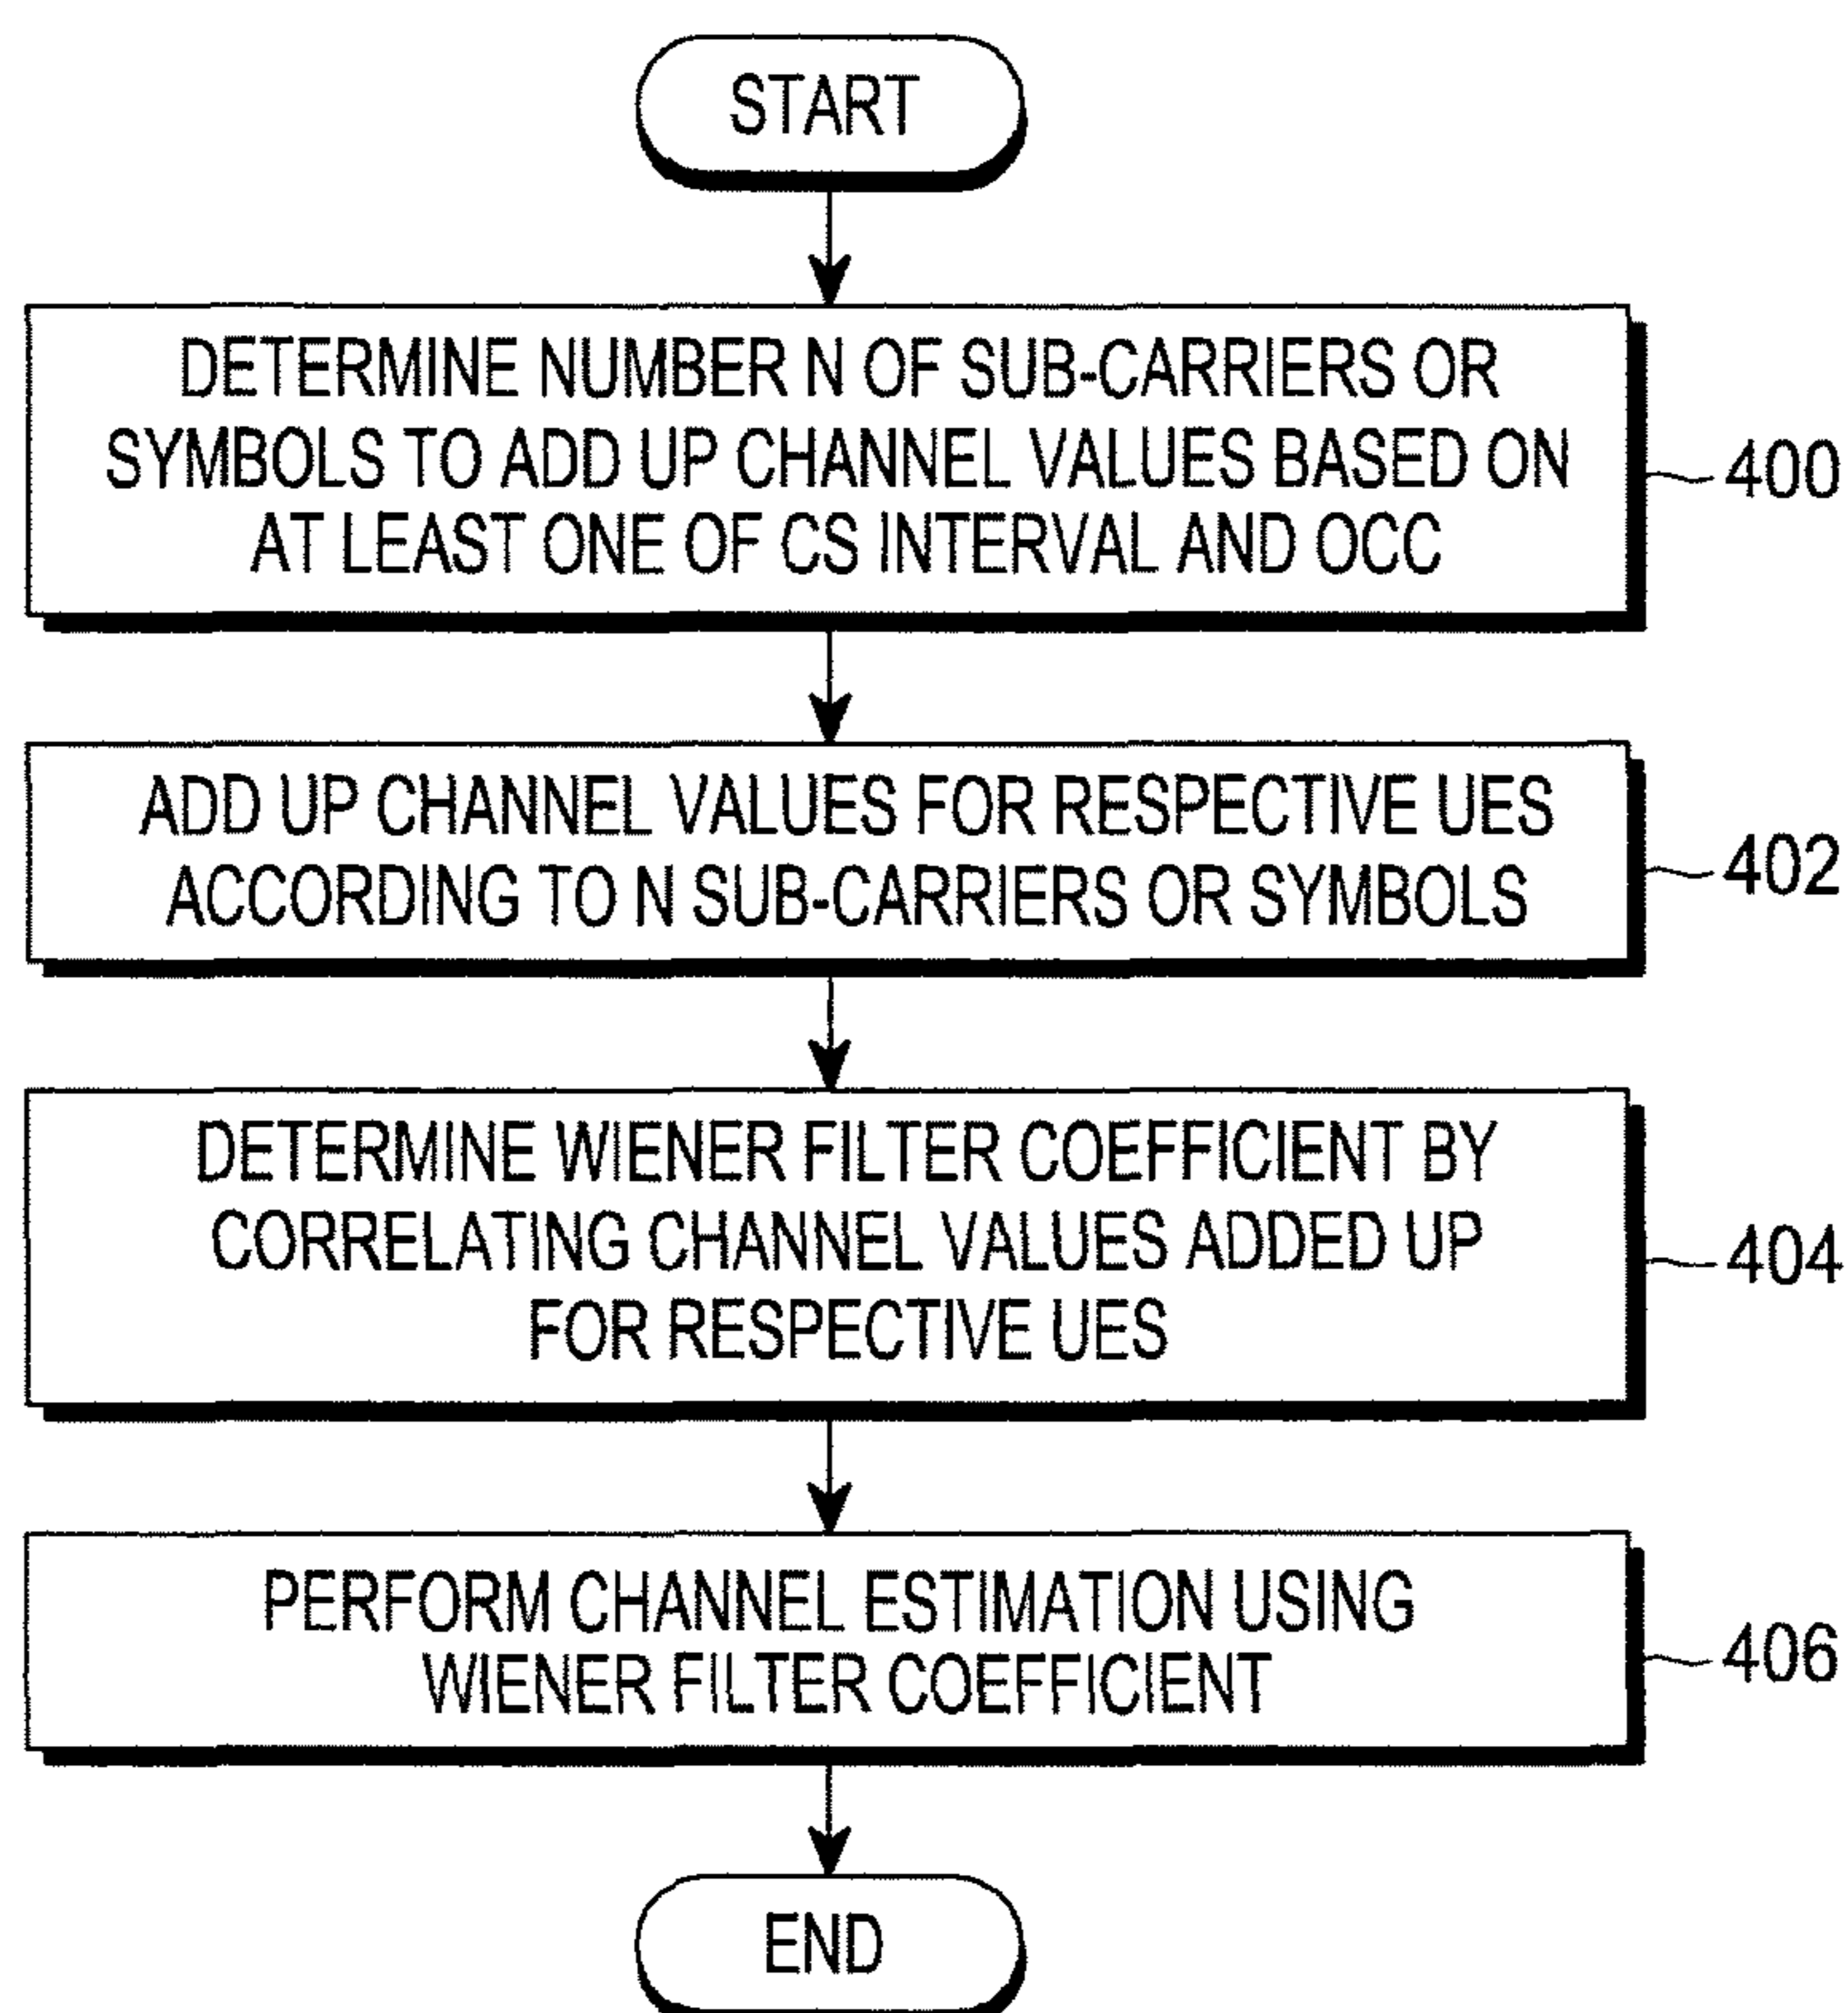 START
DETERMINE NUMBER N OF SUB-CARRIERS OR
SYMBOLS TO ADD UP CHANNEL VALUES BASED ON
AT LEAST ONE OF CS INTERVAL AND OCC
400
ADD UP CHANNEL VALUES FOR RESPECTIVE UES
ACCORDING TO N SUB-CARRIERS OR SYMBOLS
402
DETERMINE WIENER FILTER COEFFICIENT BY
CORRELATING CHANNEL VALUES ADDED UP
FOR RESPECTIVE UES
404
PERFORM CHANNEL ESTIMATION USING
WIENER FILTER COEFFICIENT
406
END